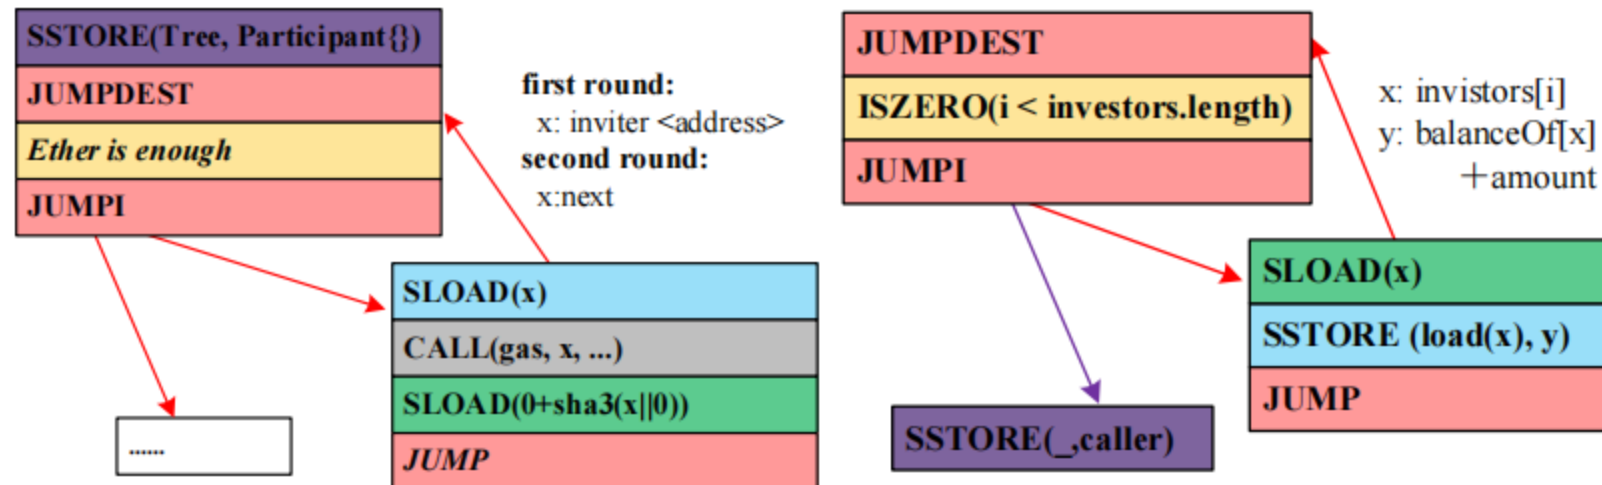 SSTORE(Tree, Participant{})
JUMPDEST
Ether is enough
JUMPI
first round:
x: inviter <address>
second round:
x:next
SLOAD(x)
CALL(gas, x, ...)
SLOAD(0+sha3(x||0))
JUMP
......
JUMPDEST
ISZERO(i < investors.length)
JUMPI
x: invistors[i]
y: balanceOf[x]
+amount
SLOAD(x)
SSTORE (load(x), y)
JUMP
SSTORE(_,caller)